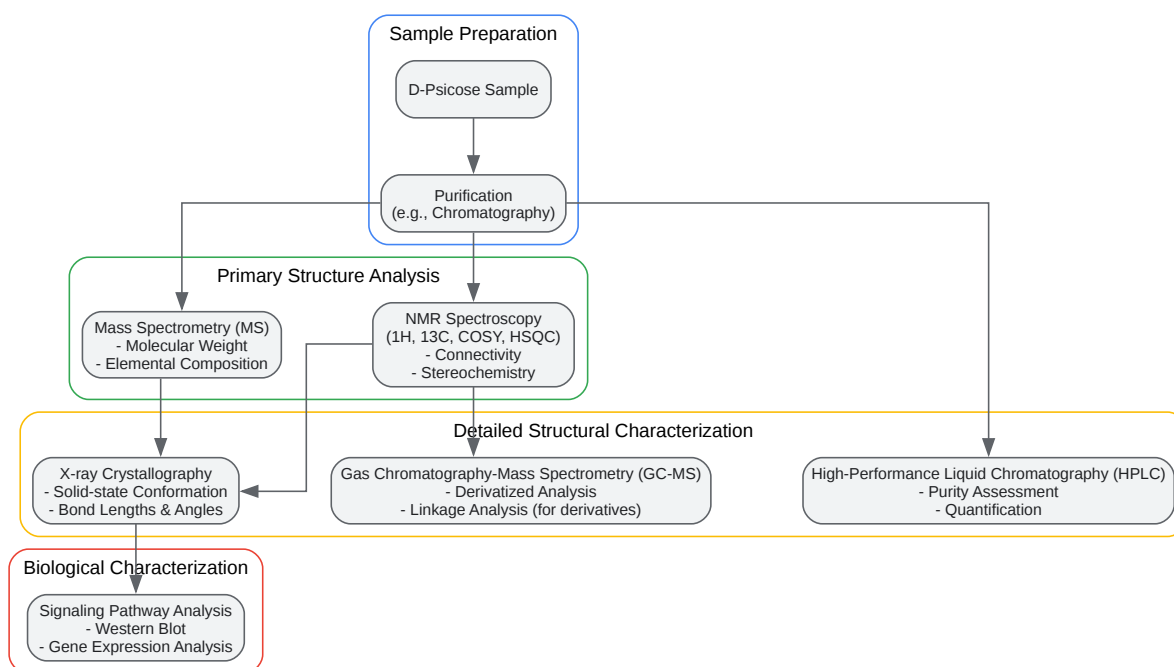 Sample Preparation
D-Psicose Sample
Purification
(e.g., Chromatography)
Primary Structure Analysis
Mass Spectrometry (MS)
- Molecular Weight
- Elemental Composition
NMR Spectroscopy
(1H, 13C, COSY, HSQC)
- Connectivity
- Stereochemistry
Detailed Structural Characterization
X-ray Crystallography
- Solid-state Conformation
- Bond Lengths & Angles
Gas Chromatography-Mass Spectrometry (GC-MS)
- Derivatized Analysis
- Linkage Analysis (for derivatives)
High-Performance Liquid Chromatography (HPLC)
- Purity Assessment
- Quantification
Biological Characterization
Signaling Pathway Analysis
- Western Blot
- Gene Expression Analysis